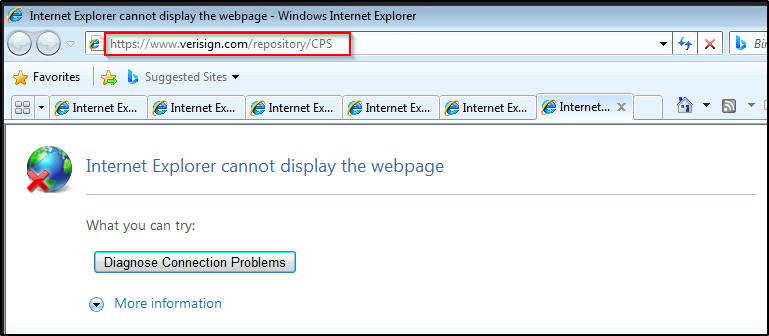 Internet Explorer cannot display the webpage - Windows Internet Explorer
https://www.verisign.com/repository/CPS
Bin
Favorites Suggested Sites
Internet Ex... Internet Ex... Internet Ex... Internet Ex... Internet Ex... Internet...
Internet Explorer cannot display the webpage
What you can try:
Diagnose Connection Problems
More information